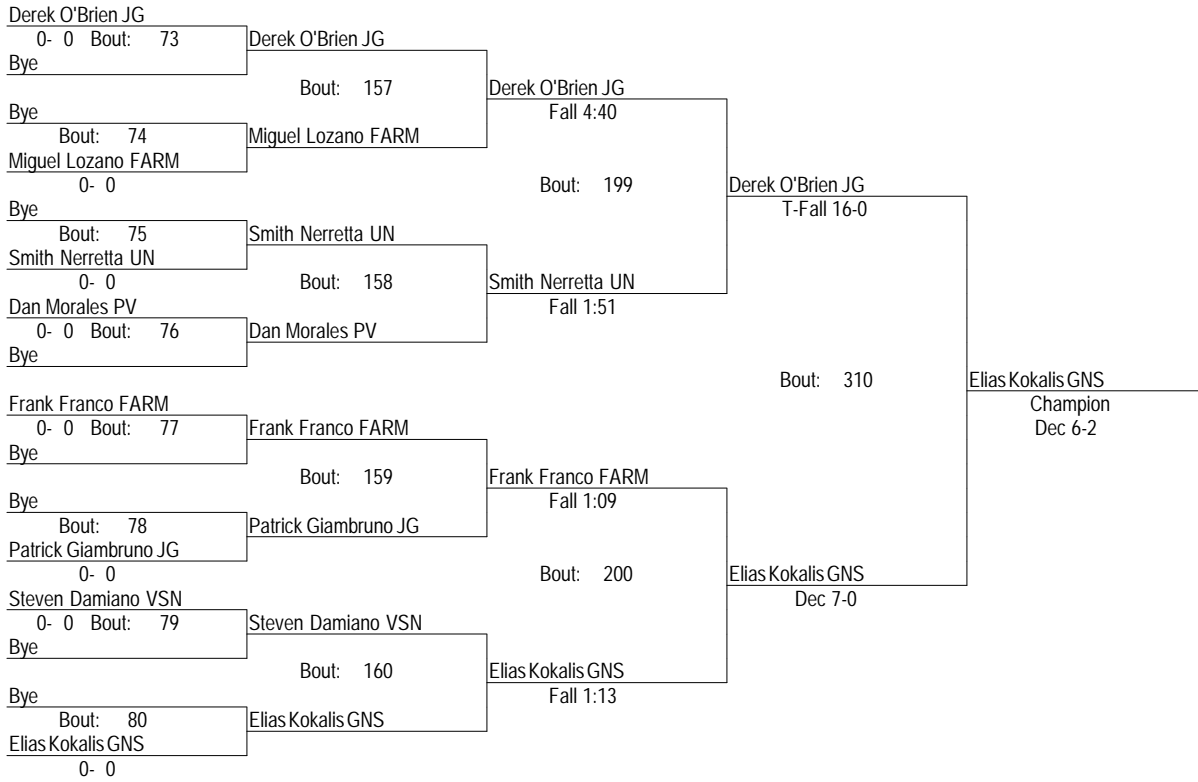 Derek O'Brien JG
0- 0 Bout: 73
Derek O'Brien JG
Bye
Bout: 157
Derek O'Brien JG
Bye
Fall 4:40
Bout: 74
Miguel Lozano FARM
Miguel Lozano FARM
0- 0
Bout: 199
Derek O'Brien JG
Bye
T-Fall 16-0
Bout: 75
Smith Nerretta UN
Smith Nerretta UN
0- 0
Bout: 158
Smith Nerretta UN
Dan Morales PV
Fall 1:51
0- 0 Bout: 76
Dan Morales PV
Bye
Bout: 310
Elias Kokalis GNS
Frank Franco FARM
Champion
0- 0 Bout: 77
Frank Franco FARM
Dec 6-2
Bye
Bout: 159
Frank Franco FARM
Bye
Fall 1:09
Bout: 78
Patrick Giambruno JG
Patrick Giambruno JG
0- 0
Bout: 200
Elias Kokalis GNS
Steven Damiano VSN
Dec 7-0
0- 0 Bout: 79
Steven Damiano VSN
Bye
Bout: 160
Elias Kokalis GNS
Bye
Fall 1:13
Bout: 80
Elias Kokalis GNS
Elias Kokalis GNS
0- 0